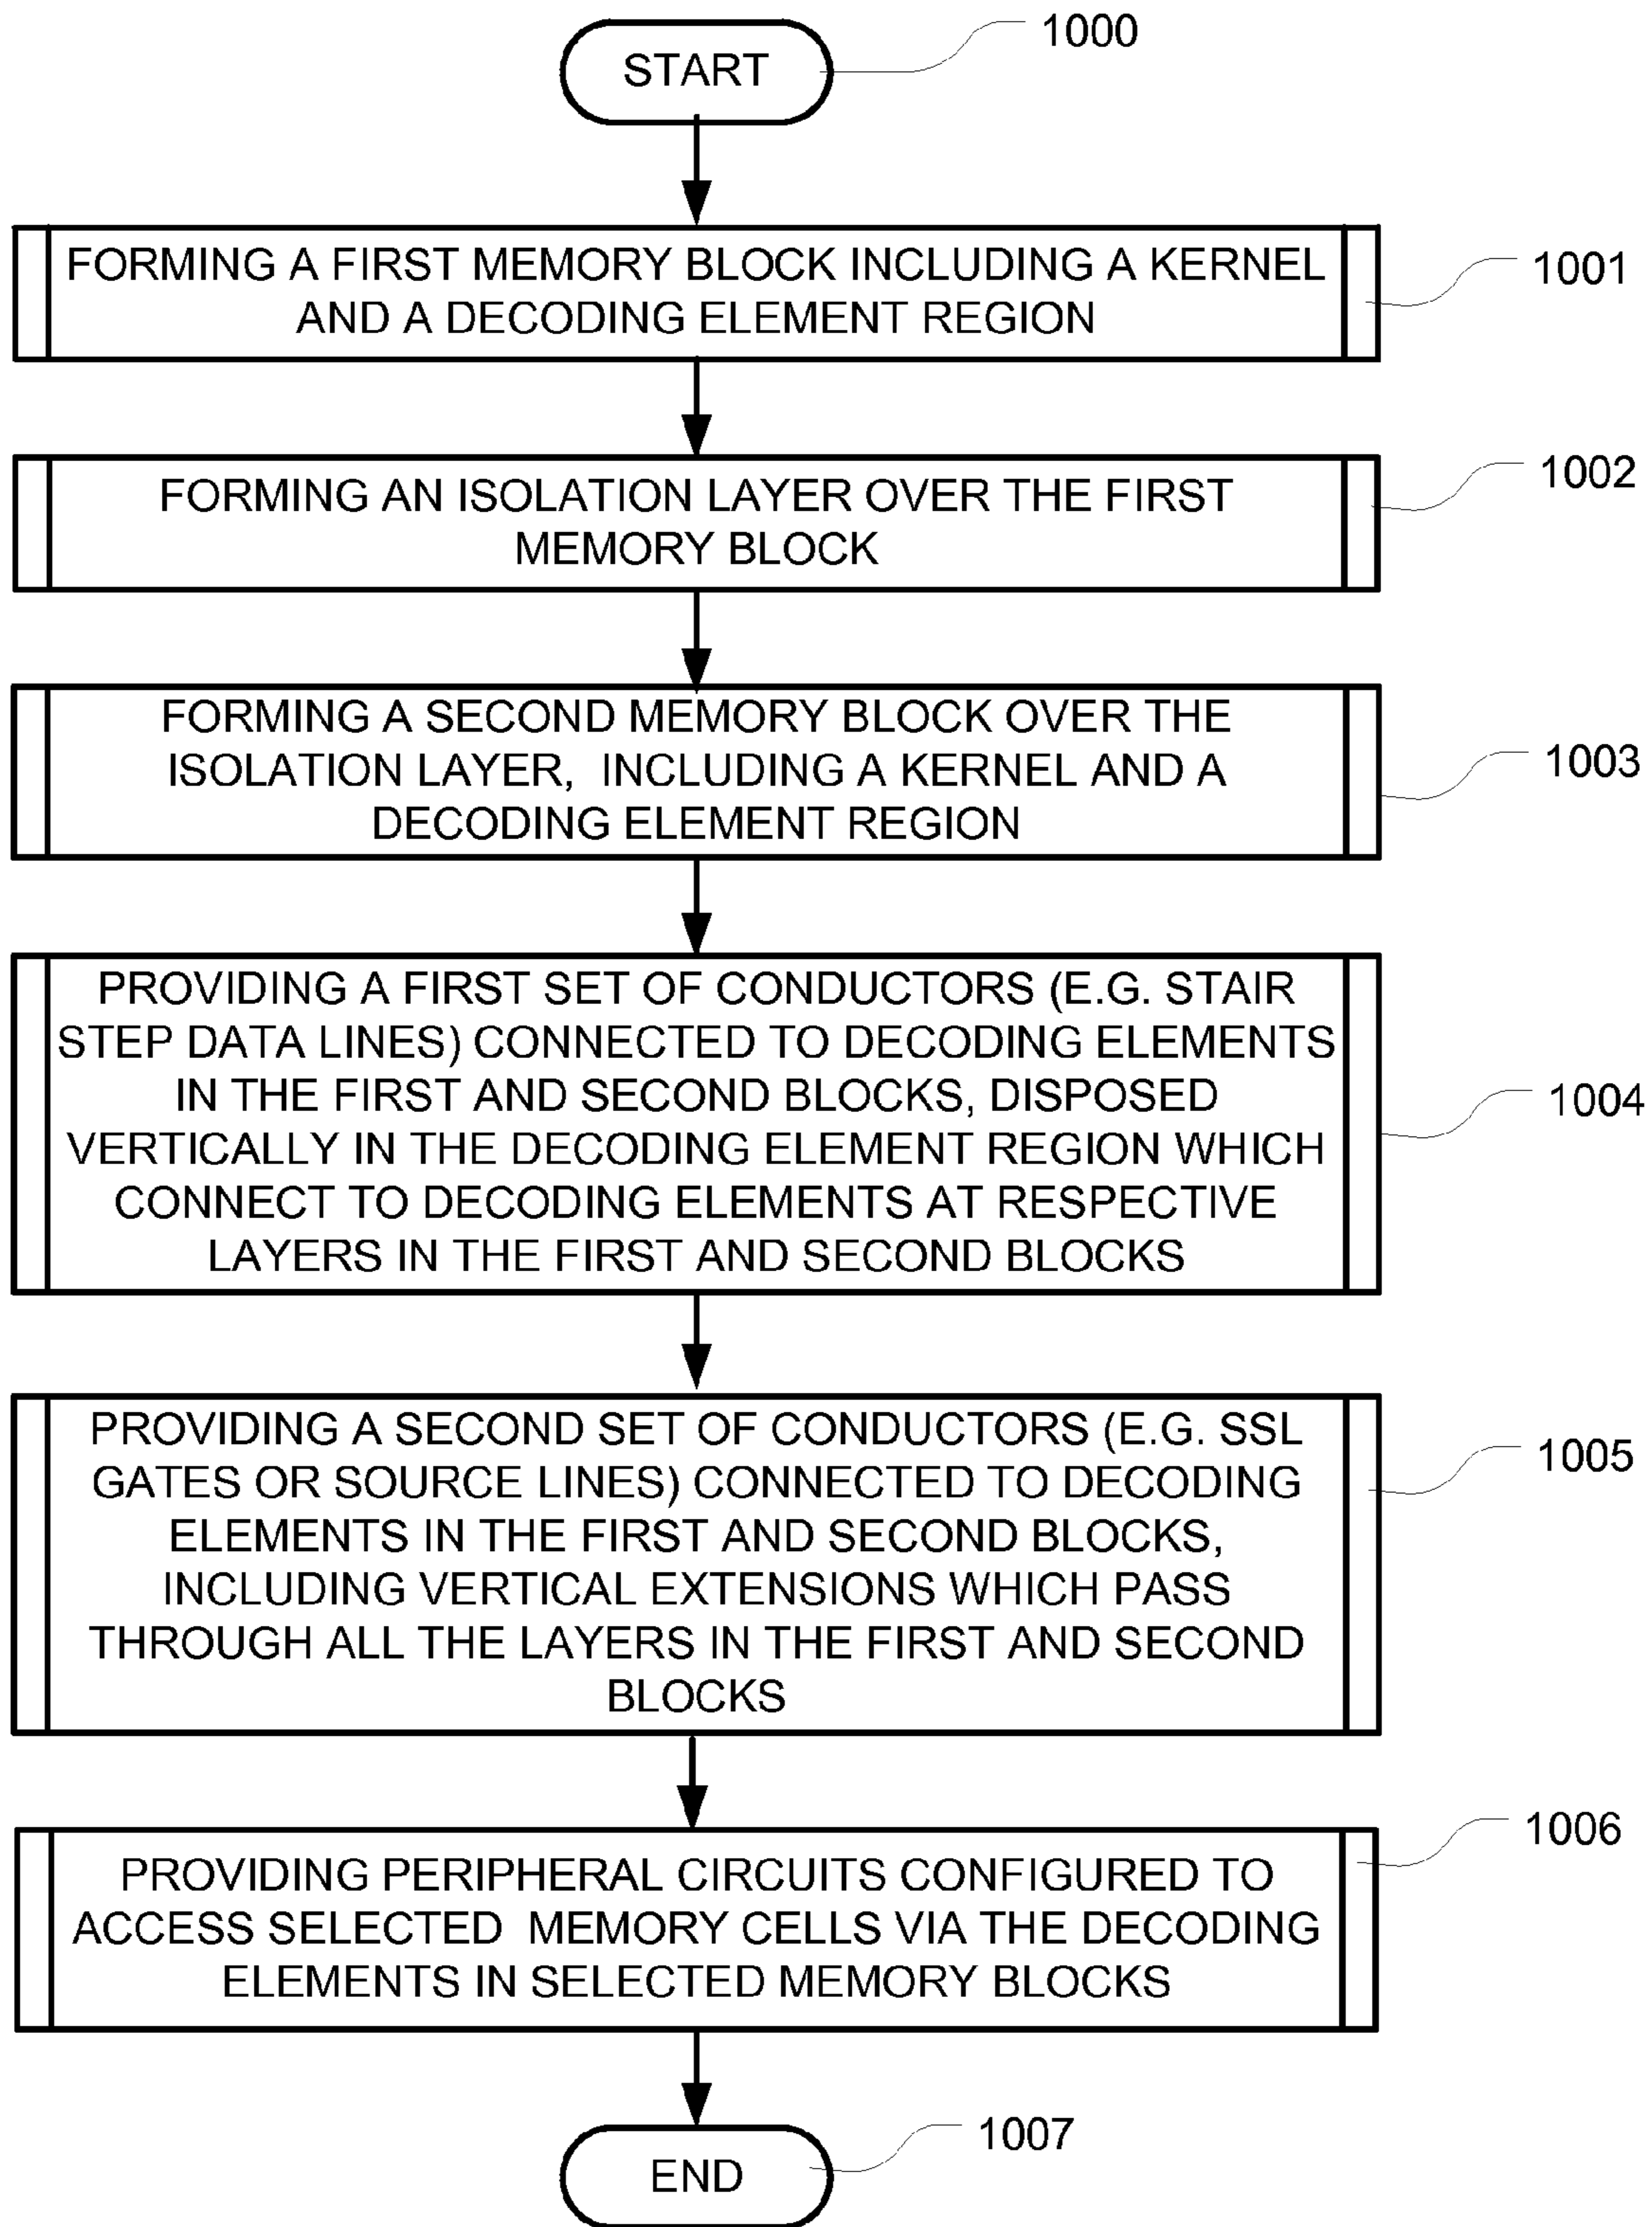 START
1000
FORMING A FIRST MEMORY BLOCK INCLUDING A KERNEL
AND A DECODING ELEMENT REGION
1001
FORMING AN ISOLATION LAYER OVER THE FIRST
MEMORY BLOCK
1002
FORMING A SECOND MEMORY BLOCK OVER THE
ISOLATION LAYER, INCLUDING A KERNEL AND A
DECODING ELEMENT REGION
1003
PROVIDING A FIRST SET OF CONDUCTORS (E.G. STAIR
STEP DATA LINES) CONNECTED TO DECODING ELEMENTS
IN THE FIRST AND SECOND BLOCKS, DISPOSED
VERTICALLY IN THE DECODING ELEMENT REGION WHICH
CONNECT TO DECODING ELEMENTS AT RESPECTIVE
LAYERS IN THE FIRST AND SECOND BLOCKS
1004
PROVIDING A SECOND SET OF CONDUCTORS (E.G. SSL
GATES OR SOURCE LINES) CONNECTED TO DECODING
ELEMENTS IN THE FIRST AND SECOND BLOCKS,
INCLUDING VERTICAL EXTENSIONS WHICH PASS
THROUGH ALL THE LAYERS IN THE FIRST AND SECOND
BLOCKS
1005
PROVIDING PERIPHERAL CIRCUITS CONFIGURED TO
ACCESS SELECTED MEMORY CELLS VIA THE DECODING
ELEMENTS IN SELECTED MEMORY BLOCKS
1006
END
1007